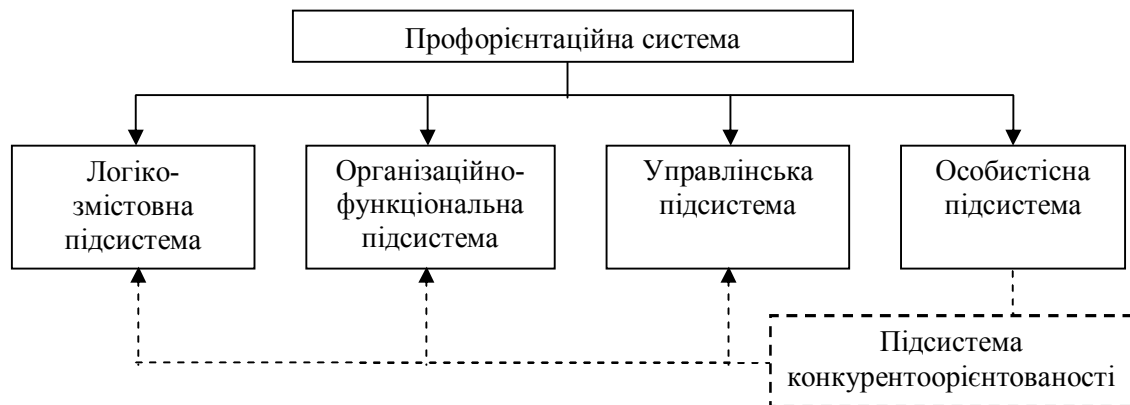 Профорієнтаційна система
Логіко-
змістовна
підсистема
Організаційно-
функціональна
підсистема
Управлінська
підсистема
Особистісна
підсистема
Підсистема
конкурентоорієнтованості